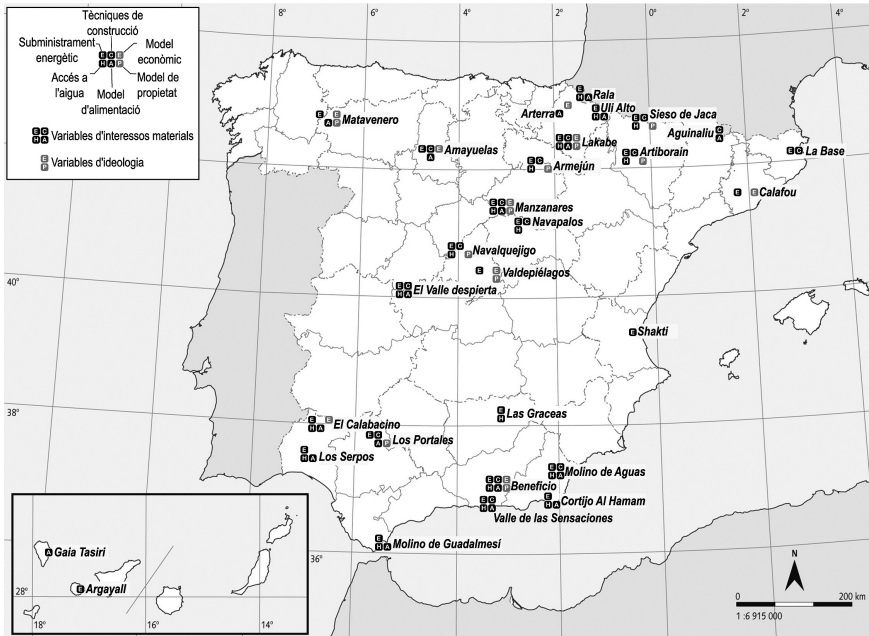 Tècniques de
construcció
Subministrament
energètic
Model
econòmic
E C E
H A P
Accés a
l'aigua
Model
d'alimentació
Model de
propietat
E C
H A
Variables d'interessos materials
E
P
Variables d'ideologia
8°
6°
4°
2°
0°
2°
4°
E
H A
Rala
E
H A
Uli Alto
E
A
Arterra
E C
H P
Sieso de Jaca
C
A
Aguinaliu
E E
A P
Matavenero
E C E
A
Amayuelas
E C E
H A P
Lakabe
E C
H P
Artiborain
E C
La Base
E C
H P
Armejún
E E
Calafou
E C E
H A P
Manzanares
E C
H
Navapalos
E C
H P
Navalquejigo
E E
P
Valdepiélagos
40°
E C
H A
El Valle despierta
E
Shakti
38°
E
H
Las Graceas
E E
H A
El Calabacino
E C
A P
Los Portales
E
H A
Los Serpos
E C
H A
Molino de Aguas
E C E
H A P
Beneficio
E
H A
Cortijo Al Hamam
E C
H A
Valle de las Sensaciones
E
H A
Molino de Guadalmesí
36°
A
Gaia Tasiri
E
Argayall
28°
18°
16°
14°
N
0
200 km
1 :6 915 000